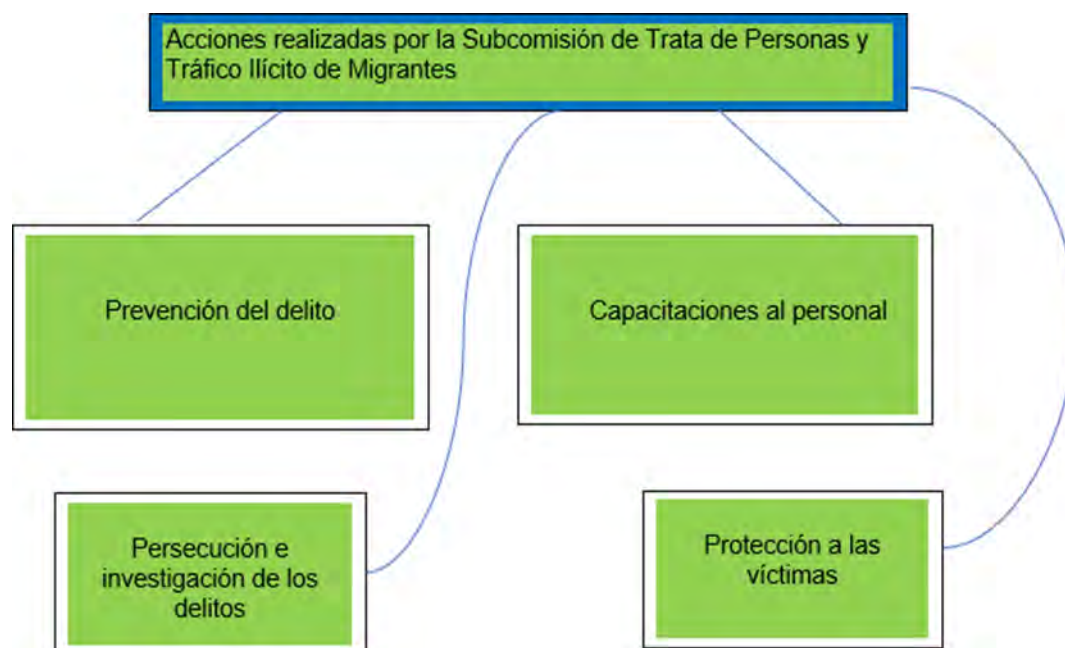 Acciones realizadas por la Subcomisión de Trata de Personas y
Tráfico Ilícito de Migrantes
Prevención del delito
Capacitaciones al personal
Persecución e
investigación de los
delitos
Protección a las
víctimas